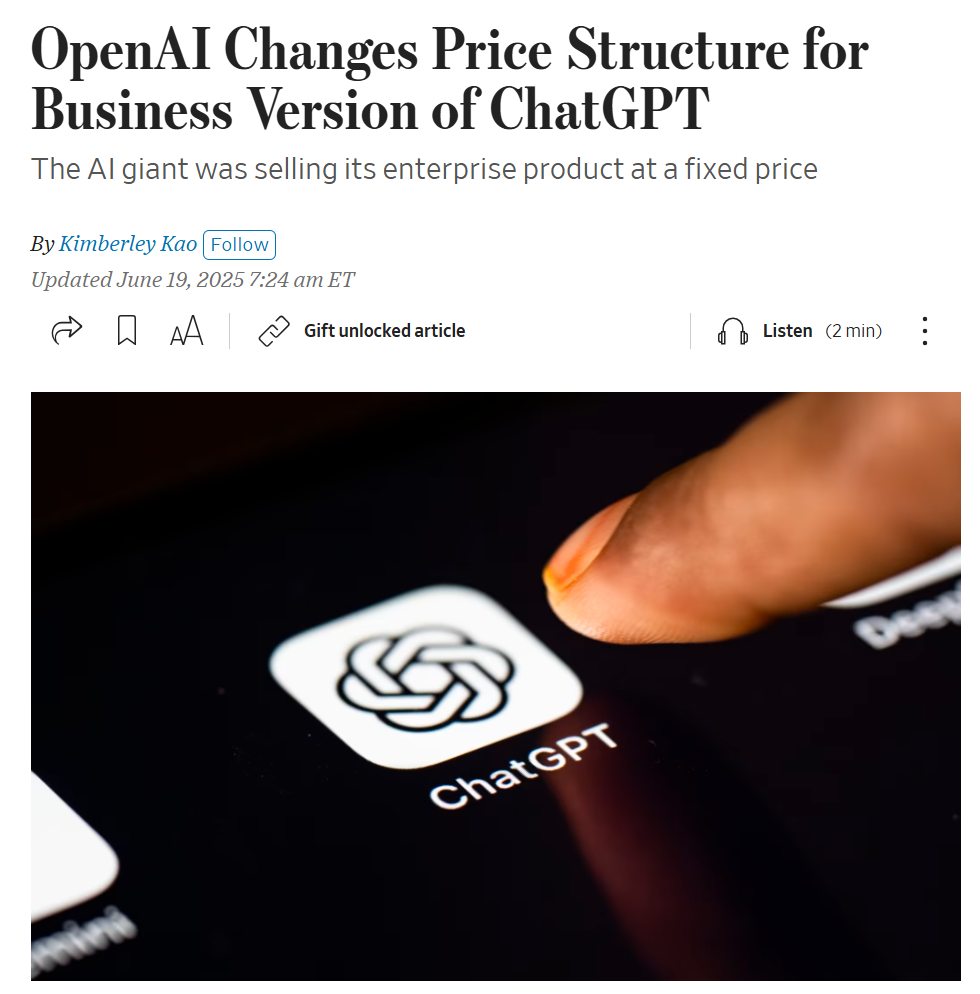 OpenAI Changes Price Structure for
Business Version of ChatGPT
The AI giant was selling its enterprise product at a fixed price
By Kimberley Kao Follow
Updated June 19, 2025 7:24 am ET
AA Gift unlocked article Listen (2 min)
Deep
ChatGPT
mini